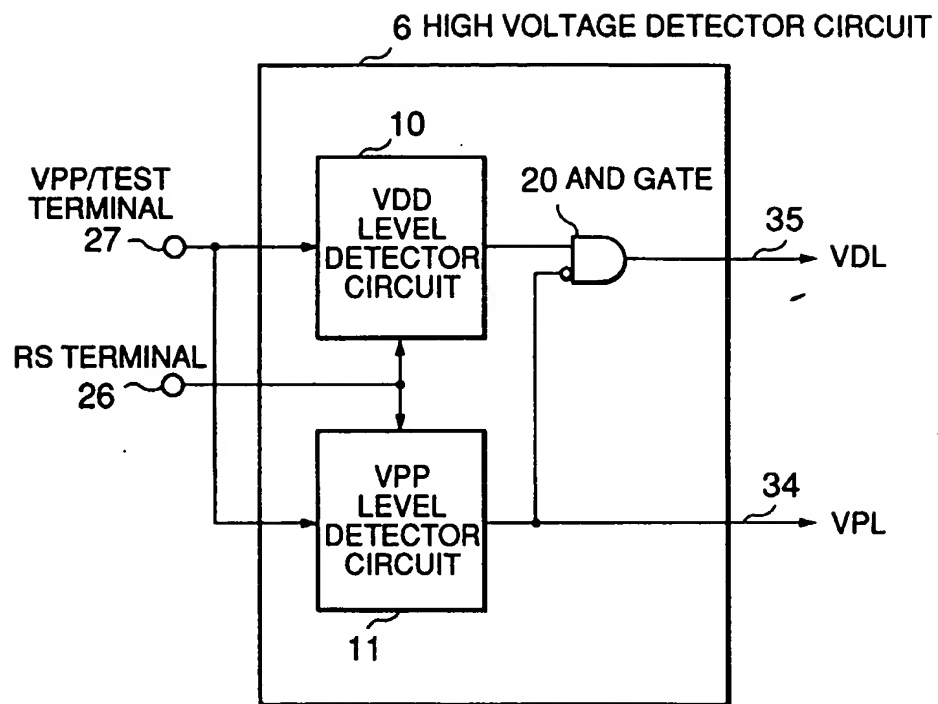 6 HIGH VOLTAGE DETECTOR CIRCUIT
10
VPP/TEST
TERMINAL
27
VDD
LEVEL
DETECTOR
CIRCUIT
20 AND GATE
35
VDL
RS TERMINAL
26
VPP
LEVEL
DETECTOR
CIRCUIT
34
VPL
11